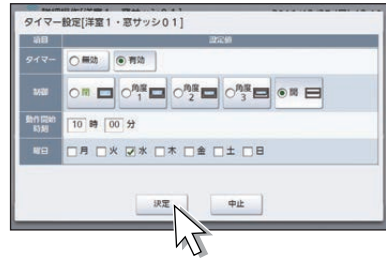 タイマー設定[洋室1・窓サッシ01]
項目 設定値
タイマー 無効 有効
制御 閉 角度1 角度2 角度3 開
動作開始時刻 10 時 00 分
曜日 月 火 水 木 金 土 日
決定 中止